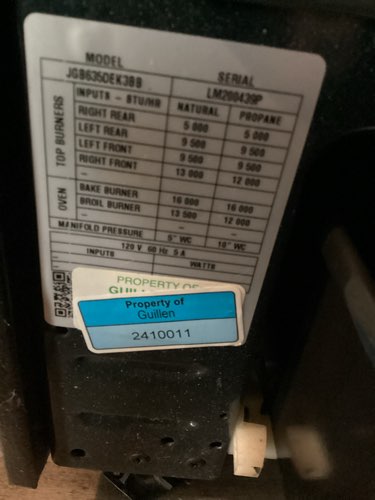 MODEL SERIAL
JGB635DEK3BB LM200439P
INPUTS - BTU/HR NATURAL PROPANE
TOP BURNERS
RIGHT REAR 5 000 5 000
LEFT REAR 9 500 9 500
LEFT FRONT 9 500 9 500
RIGHT FRONT 13 000 12 000
- - -
OVEN
BAKE BURNER 16 000 16 000
BROIL BURNER 13 500 12 000
- - -
MANIFOLD PRESSURE 5" WC 10" WC
120 V 60 Hz 5 A
INPUTS WATTS
PROPERTY OF
Property of
Guillen
2410011